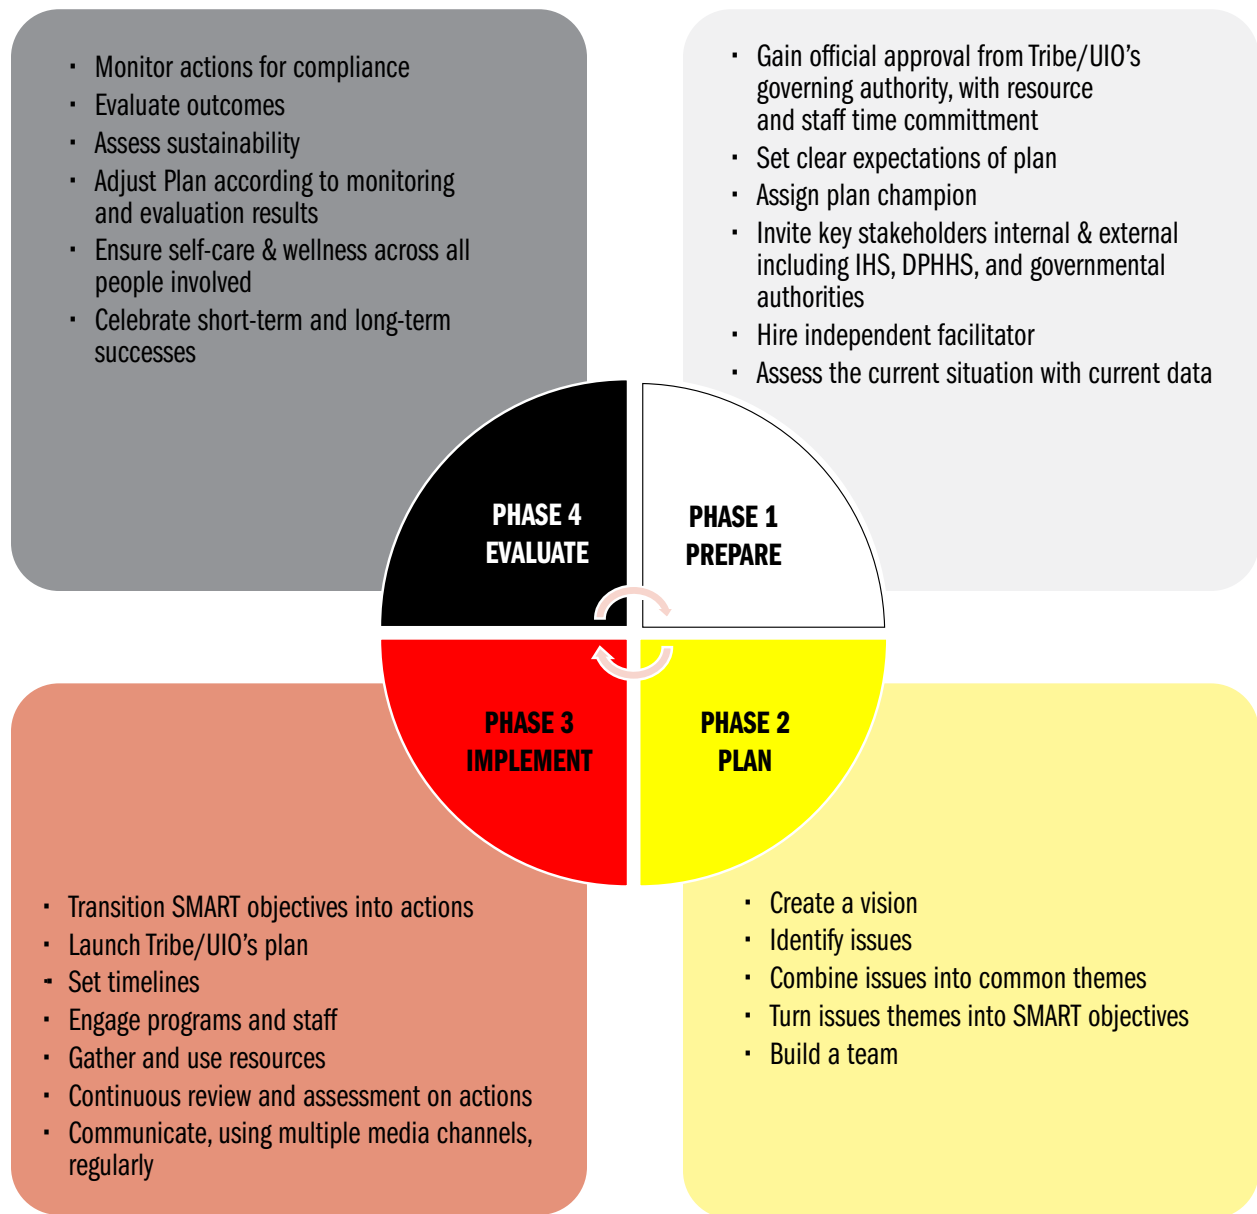 · Monitor actions for compliance
· Evaluate outcomes
· Assess sustainability
· Adjust Plan according to monitoring
and evaluation results
· Ensure self-care & wellness across all
people involved
· Celebrate short-term and long-term
successes
· Gain official approval from Tribe/UIO’s
governing authority, with resource
and staff time committment
· Set clear expectations of plan
· Assign plan champion
· Invite key stakeholders internal & external
including IHS, DPHHS, and governmental
authorities
· Hire independent facilitator
· Assess the current situation with current data
PHASE 4
EVALUATE
PHASE 1
PREPARE
PHASE 3
IMPLEMENT
PHASE 2
PLAN
· Transition SMART objectives into actions
· Launch Tribe/UIO’s plan
· Set timelines
· Engage programs and staff
· Gather and use resources
· Continuous review and assessment on actions
· Communicate, using multiple media channels,
regularly
· Create a vision
· Identify issues
· Combine issues into common themes
· Turn issues themes into SMART objectives
· Build a team